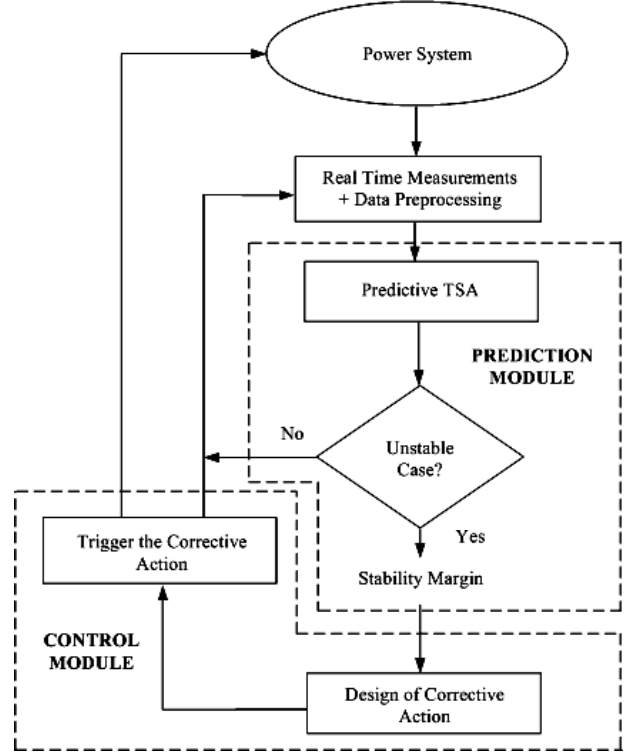 Power System
Real Time Measurements
+ Data Preprocessing
Predictive TSA
PREDICTION
MODULE
No
Unstable
Case?
Yes
Trigger the Corrective
Action
Stability Margin
CONTROL
MODULE
Design of Corrective
Action